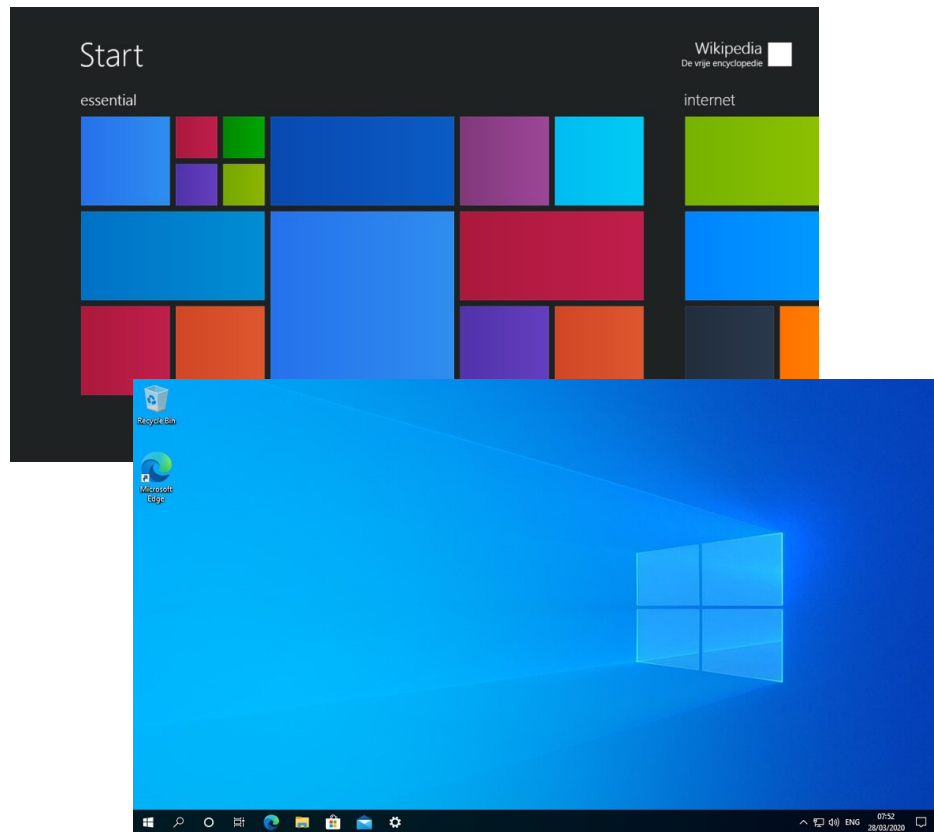 Start
Wikipedia
De vrije encyclopedie
essential
internet
Recycle Bin
Microsoft
Edge
ENG
07:52
28/03/2020